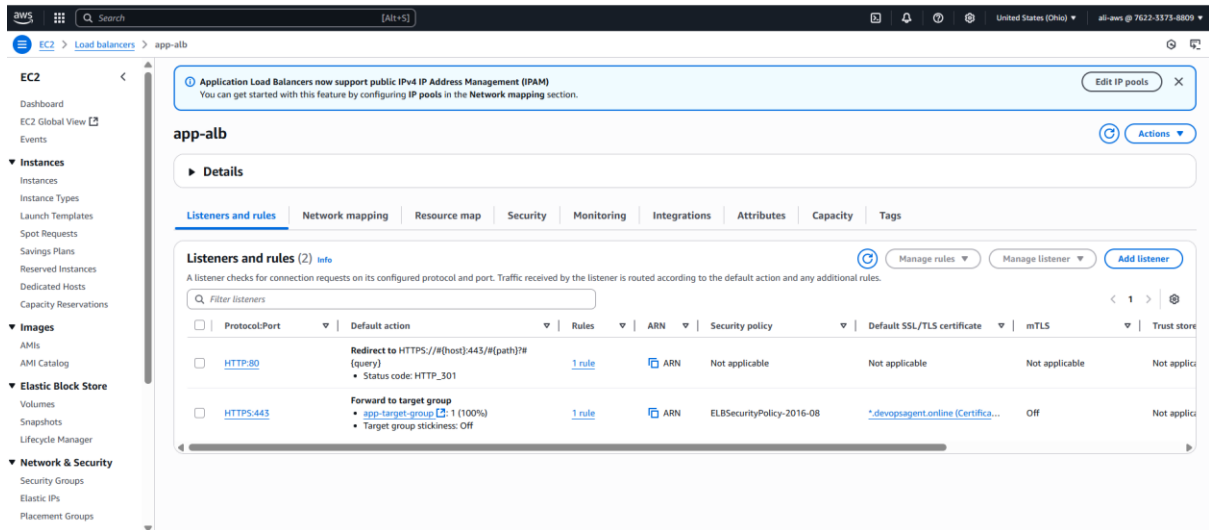 aws
Search
[Alt+S]
United States (Ohio)
ali-aws @ 7622-3373-8809
EC2 > Load balancers > app-alb
EC2
Dashboard
EC2 Global View
Events
Instances
Instances
Instance Types
Launch Templates
Spot Requests
Savings Plans
Reserved Instances
Dedicated Hosts
Capacity Reservations
Images
AMIs
AMI Catalog
Elastic Block Store
Volumes
Snapshots
Lifecycle Manager
Network & Security
Security Groups
Elastic IPs
Placement Groups
Application Load Balancers now support public IPv4 IP Address Management (IPAM)
You can get started with this feature by configuring IP pools in the Network mapping section.
Edit IP pools
app-alb
Actions
Details
Listeners and rules Network mapping Resource map Security Monitoring Integrations Attributes Capacity Tags
Listeners and rules (2) Info
Manage rules Manage listener Add listener
A listener checks for connection requests on its configured protocol and port. Traffic received by the listener is routed according to the default action and any additional rules.
Filter listeners
1
Protocol:Port Default action Rules ARN Security policy Default SSL/TLS certificate mTLS Trust store
Redirect to HTTPS://#{host}:443/#{path}?#
HTTP:80 {query} 1 rule ARN Not applicable Not applicable Not applicable Not applica
• Status code: HTTP_301
Forward to target group
HTTPS:443 • app-target-group : 1 (100%) 1 rule ARN ELBSecurityPolicy-2016-08 *.devopsagent.online (Certifica... Off Not applica
• Target group stickiness: Off